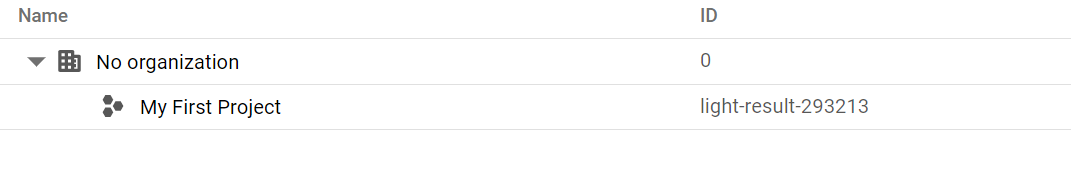 Name ID
No organization 0
My First Project light-result-293213